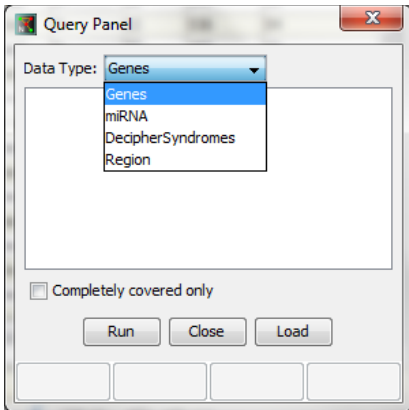 Query Panel
Data Type: Genes
Genes
miRNA
DecipherSyndromes
Region
Completely covered only
Run Close Load